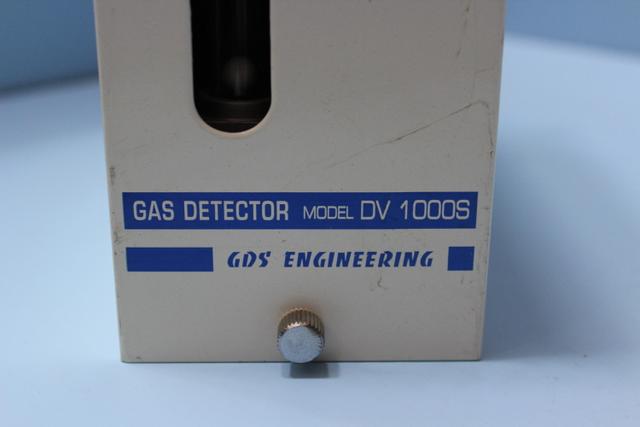 GAS DETECTOR MODEL DV 1000S
GDS ENGINEERING